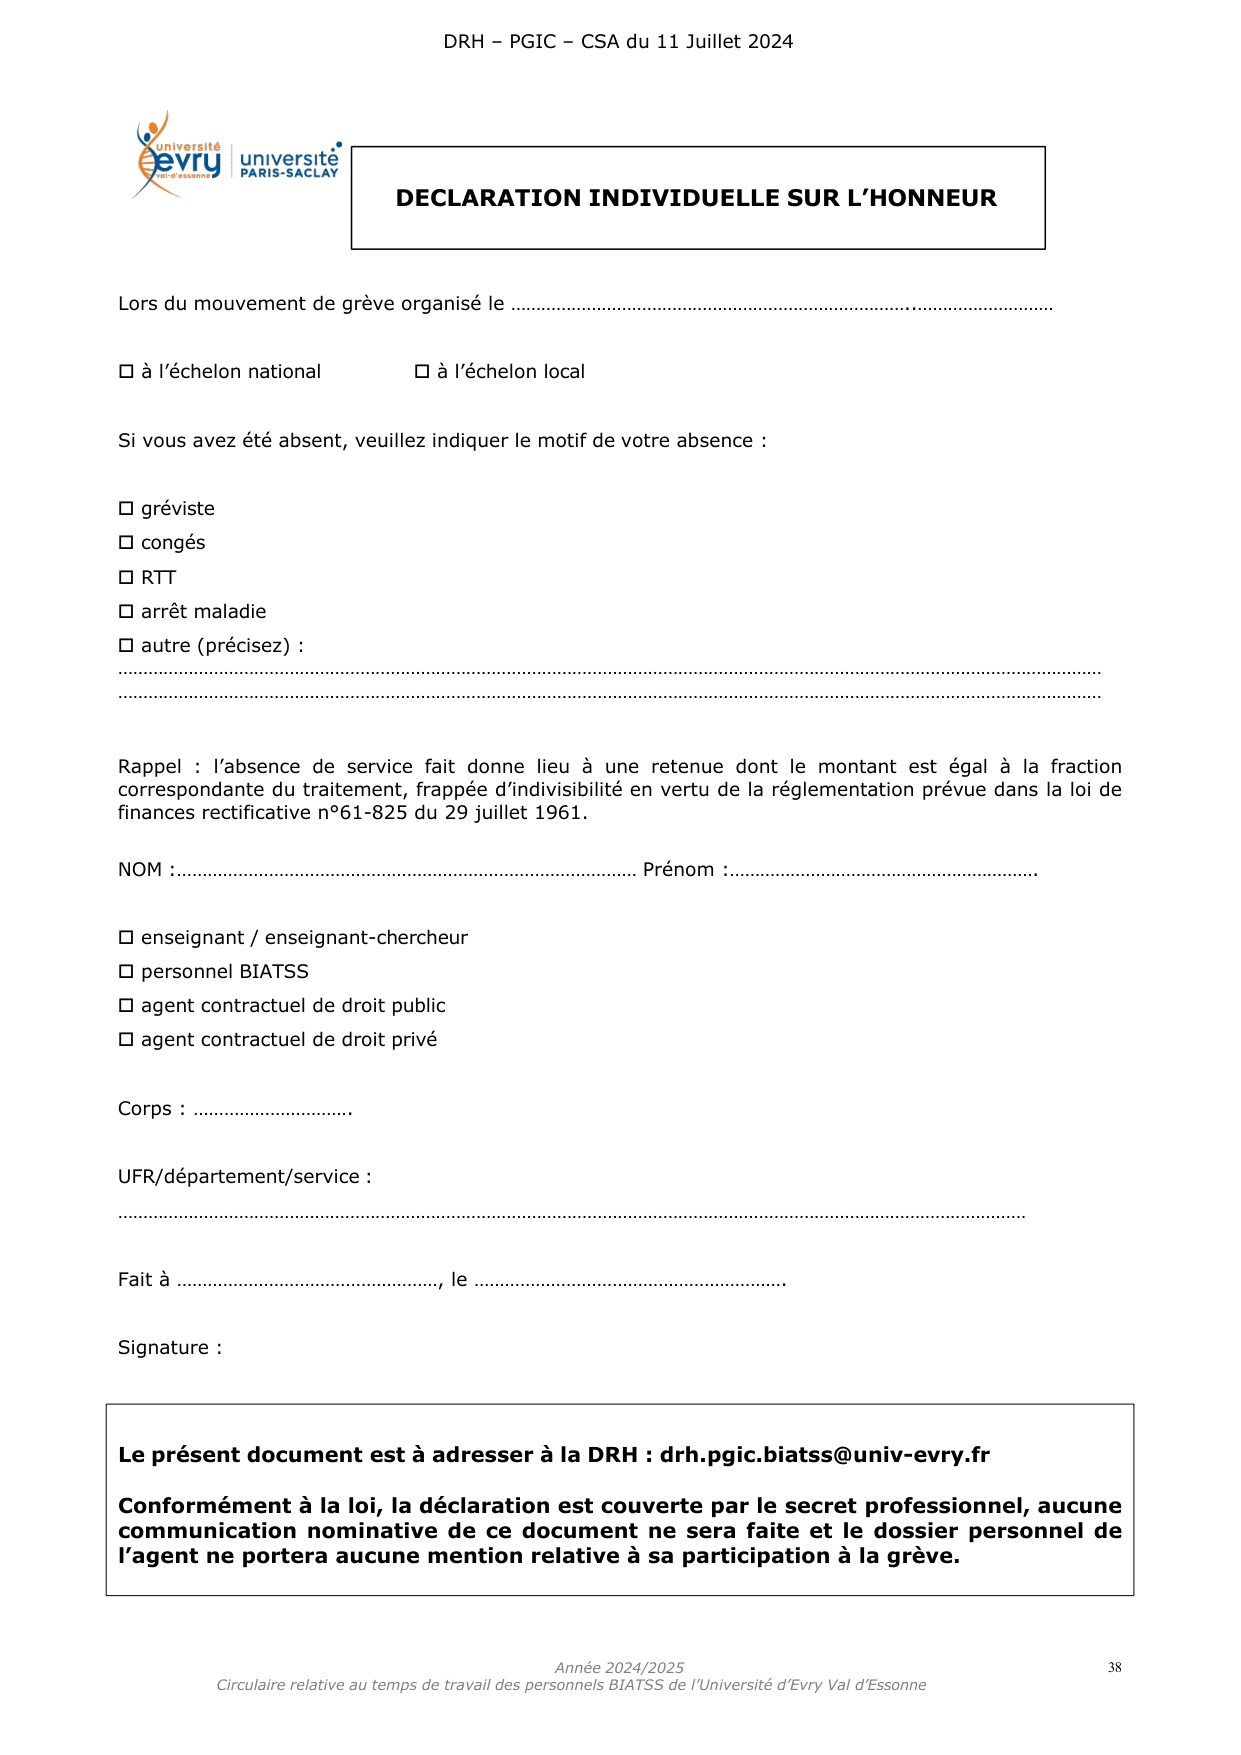 DRH – PGIC – CSA du 11 Juillet 2024
université
evry
val-d'essonne
université
PARIS-SACLAY
DECLARATION INDIVIDUELLE SUR L’HONNEUR
Lors du mouvement de grève organisé le ……………………………………………………………………..………………………
☐ à l’échelon national ☐ à l’échelon local
Si vous avez été absent, veuillez indiquer le motif de votre absence :
☐ gréviste
☐ congés
☐ RTT
☐ arrêt maladie
☐ autre (précisez) :
…………………………………………………………………………………………………………………………………………………………………………
…………………………………………………………………………………………………………………………………………………………………………
Rappel : l’absence de service fait donne lieu à une retenue dont le montant est égal à la fraction
correspondante du traitement, frappée d’indivisibilité en vertu de la réglementation prévue dans la loi de
finances rectificative n°61-825 du 29 juillet 1961.
NOM :……………………………………………………………………………… Prénom :…………………………………………………….
☐ enseignant / enseignant-chercheur
☐ personnel BIATSS
☐ agent contractuel de droit public
☐ agent contractuel de droit privé
Corps : ………………………….
UFR/département/service :
………………………………………………………………………………………………………………………………………………………………
Fait à ……………………………………………, le …………………………………………………….
Signature :
Le présent document est à adresser à la DRH : drh.pgic.biatss@univ-evry.fr
Conformément à la loi, la déclaration est couverte par le secret professionnel, aucune
communication nominative de ce document ne sera faite et le dossier personnel de
l’agent ne portera aucune mention relative à sa participation à la grève.
Année 2024/2025
38
Circulaire relative au temps de travail des personnels BIATSS de l’Université d’Evry Val d’Essonne